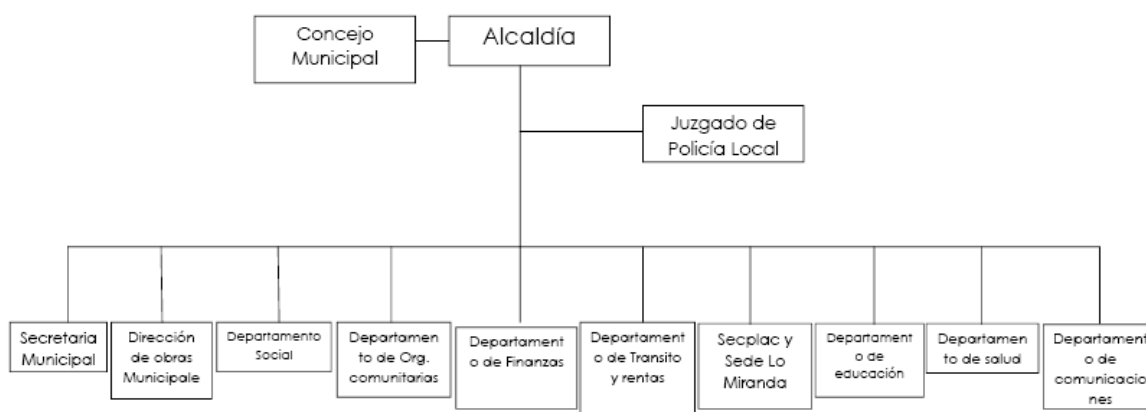 Concejo
Municipal
Alcaldía
Juzgado de
Policía Local
Secretaria
Municipal
Dirección
de obras
Municipale
Departamento
Social
Departamen
to de Org.
comunitarias
Departament
o de Finanzas
Departament
o de Transito
y rentas
Secplac y
Sede Lo
Miranda
Departament
o de
educación
Departamen
to de salud
Departament
o de
comunicacio
nes